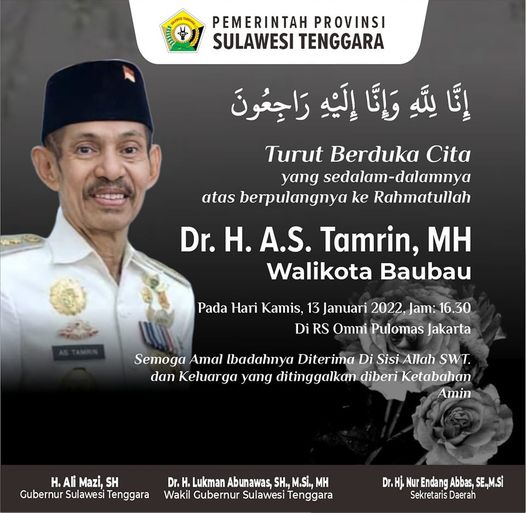 PEMERINTAH PROVINSI
SULAWESI TENGGARA
إِنَّا لِلَّٰهِ وَإِنَّا إِلَيْهِ رَاجِعُونَ
Turut Berduka Cita
yang sedalam-dalamnya
atas berpulangnya ke Rahmatullah
Dr. H. A.S. Tamrin, MH
Walikota Baubau
Pada Hari Kamis, 13 Januari 2022, Jam: 16.30
Di RS Omni Pulomas Jakarta
Semoga Amal Ibadahnya Diterima Di Sisi Allah SWT.
dan Keluarga yang ditinggalkan diberi Ketabahan
Amin
AS TAMRIN
H. Ali Mazi, SH
Gubernur Sulawesi Tenggara
Dr. H. Lukman Abunawas, SH., M.Si., MH
Wakil Gubernur Sulawesi Tenggara
Dr. Hj. Nur Endang Abbas, SE.,M.Si
Sekretaris Daerah